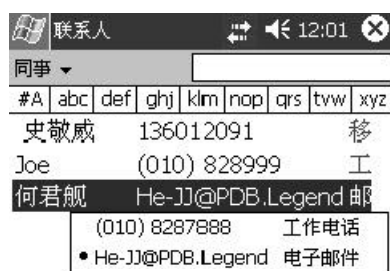 联系人 12:01
同事
#A abc def ghj klm nop qrs tvw xyz
史敬威 136012091 移
Joe (010) 828999 工
何君舰 He-JJ@PDB.Legend 邮
(010) 8287888 工作电话
• He-JJ@PDB.Legend 电子邮件